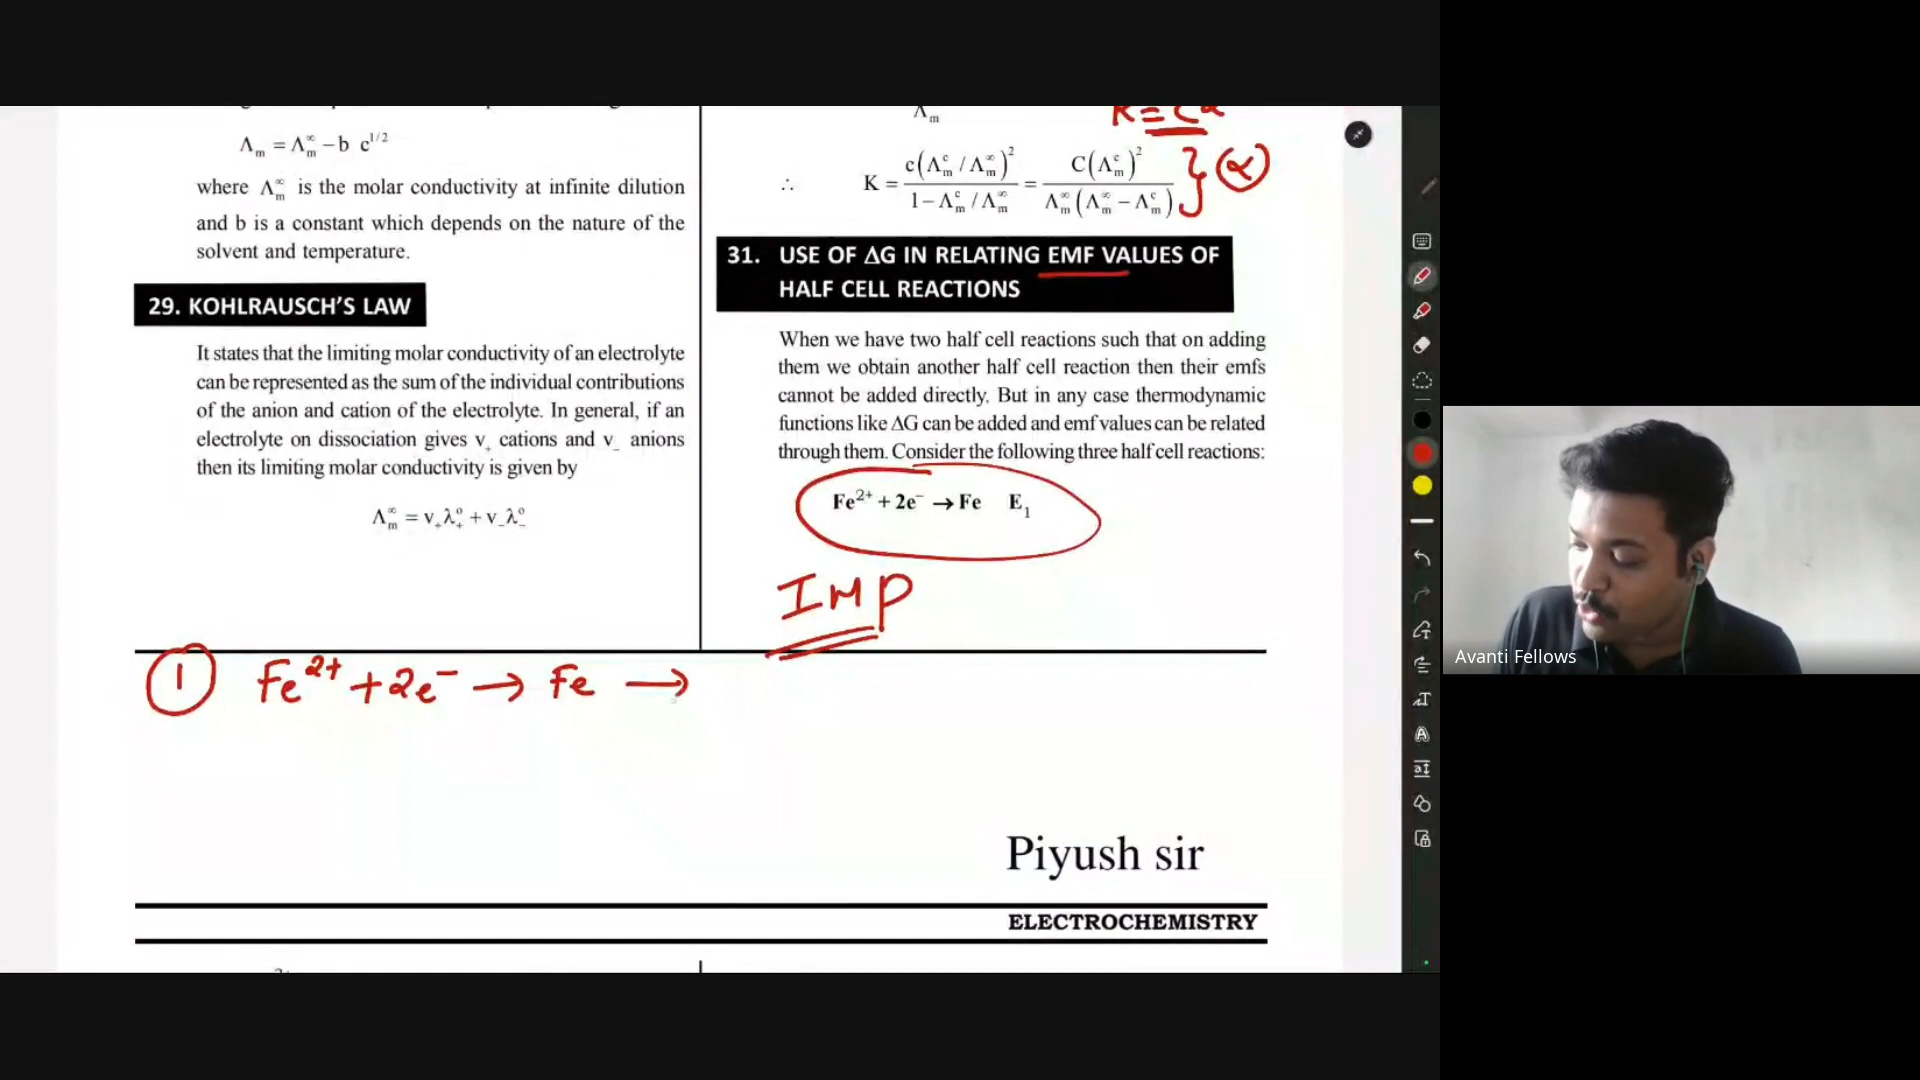 Λm = Λm^∞ – b c^1/2
where Λm^∞ is the molar conductivity at infinite dilution
and b is a constant which depends on the nature of the
solvent and temperature.
29. KOHLRAUSCH'S LAW
It states that the limiting molar conductivity of an electrolyte
can be represented as the sum of the individual contributions
of the anion and cation of the electrolyte. In general, if an
electrolyte on dissociation gives v₊ cations and v₋ anions
then its limiting molar conductivity is given by
Λm^∞ = v₊λ₊° + v₋λ₋°
Λm
∴ K = c(Λm^c / Λm^∞)² / 1 – Λm^c / Λm^∞ = C(Λm^c)² / Λm^∞(Λm^∞ – Λm^c) } α
31. USE OF ΔG IN RELATING EMF VALUES OF
HALF CELL REACTIONS
When we have two half cell reactions such that on adding
them we obtain another half cell reaction then their emfs
cannot be added directly. But in any case thermodynamic
functions like ΔG can be added and emf values can be related
through them. Consider the following three half cell reactions:
Fe²⁺ + 2e⁻ → Fe E₁
IMP
1 Fe²⁺ + 2e⁻ → Fe →
Piyush sir
ELECTROCHEMISTRY
Avanti Fellows